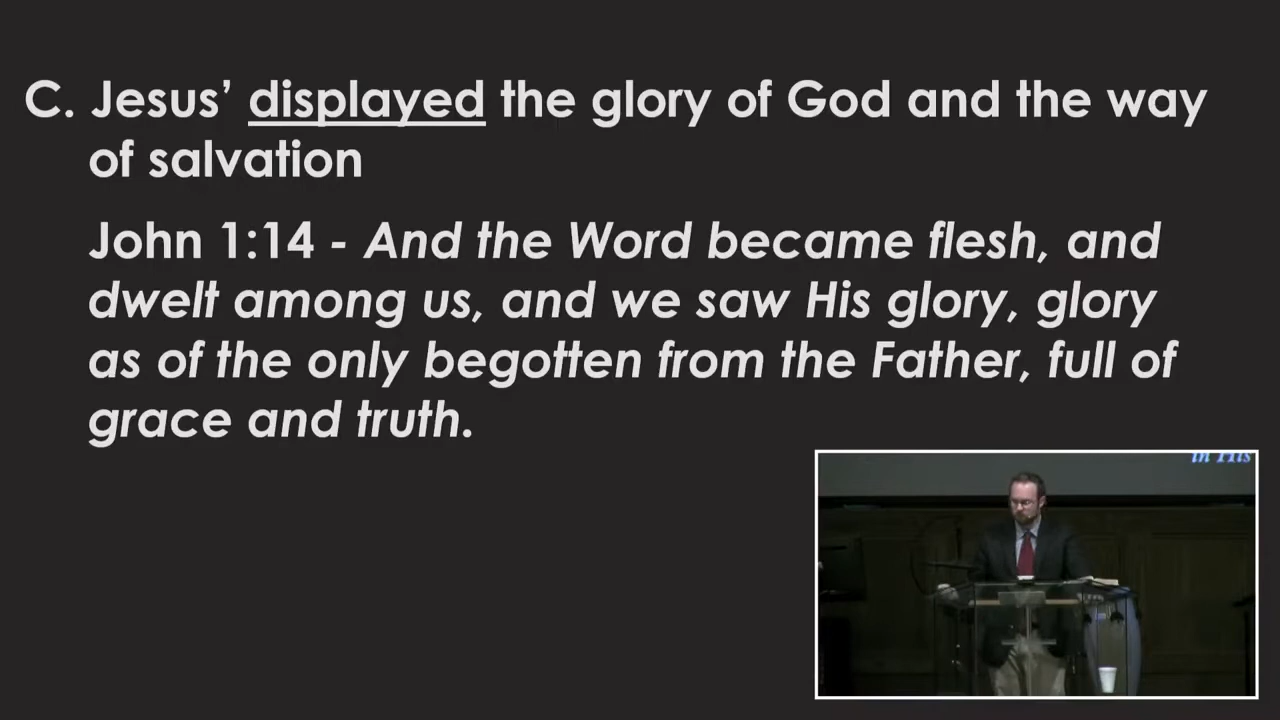 C. Jesus’ displayed the glory of God and the way
of salvation
John 1:14 - And the Word became flesh, and
dwelt among us, and we saw His glory, glory
as of the only begotten from the Father, full of
grace and truth.
in His